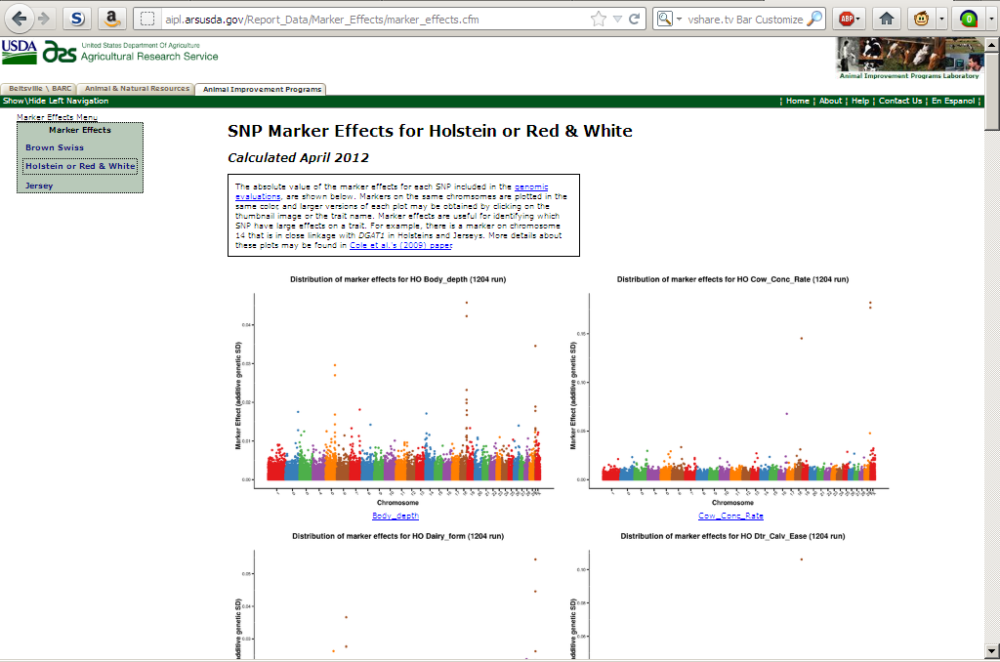 aipl.arsusda.gov/Report_Data/Marker_Effects/marker_effects.cfm
vshare.tv Bar Customize
S
a
ABP
0
USDA
ars
United States Department Of Agriculture
Agricultural Research Service
Animal Improvement Programs Laboratory
Beltsville \ BARC
Animal & Natural Resources
Animal Improvement Programs
Show\Hide Left Navigation
¦ Home ¦ About ¦ Help ¦ Contact Us ¦ En Espanol ¦
Marker Effects Menu
Marker Effects
Brown Swiss
Holstein or Red & White
Jersey
SNP Marker Effects for Holstein or Red & White
Calculated April 2012
The absolute value of the marker effects for each SNP included in the genomic
evaluations, are shown below. Markers on the same chromsomes are plotted in the
same color, and larger versions of each plot may be obtained by clicking on the
thumbnail image or the trait name. Marker effects are useful for identifying which
SNP have large effects on a trait. For example, there is a marker on chromosome
14 that is in close linkage with DGAT1 in Holsteins and Jerseys. More details about
these plots may be found in Cole et al.'s (2009) paper.
Distribution of marker effects for HO Body_depth (1204 run)
Marker Effect (additive genetic SD)
0.04
0.03
0.02
0.01
0.00
Chromosome
Body_depth
Distribution of marker effects for HO Cow_Conc_Rate (1204 run)
Marker Effect (additive genetic SD)
0.15
0.10
0.05
0.00
Chromosome
Cow_Conc_Rate
Distribution of marker effects for HO Dairy_form (1204 run)
additive genetic SD)
0.05
0.04
0.03
Distribution of marker effects for HO Dtr_Calv_Ease (1204 run)
additive genetic SD)
0.10
0.08
0.06